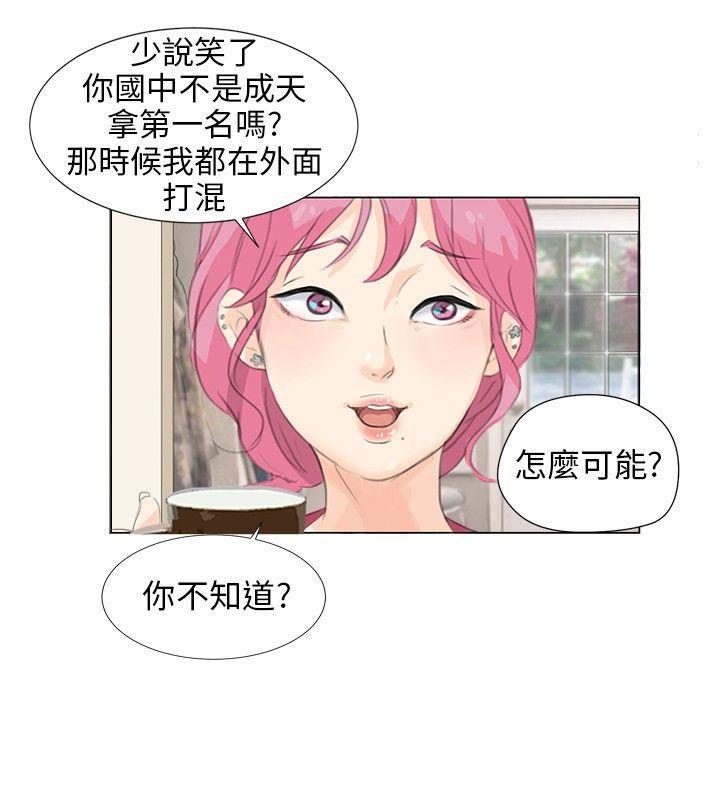 少說笑了
你國中不是成天
拿第一名嗎?
那時候我都在外面
打混
怎麼可能?
你不知道?